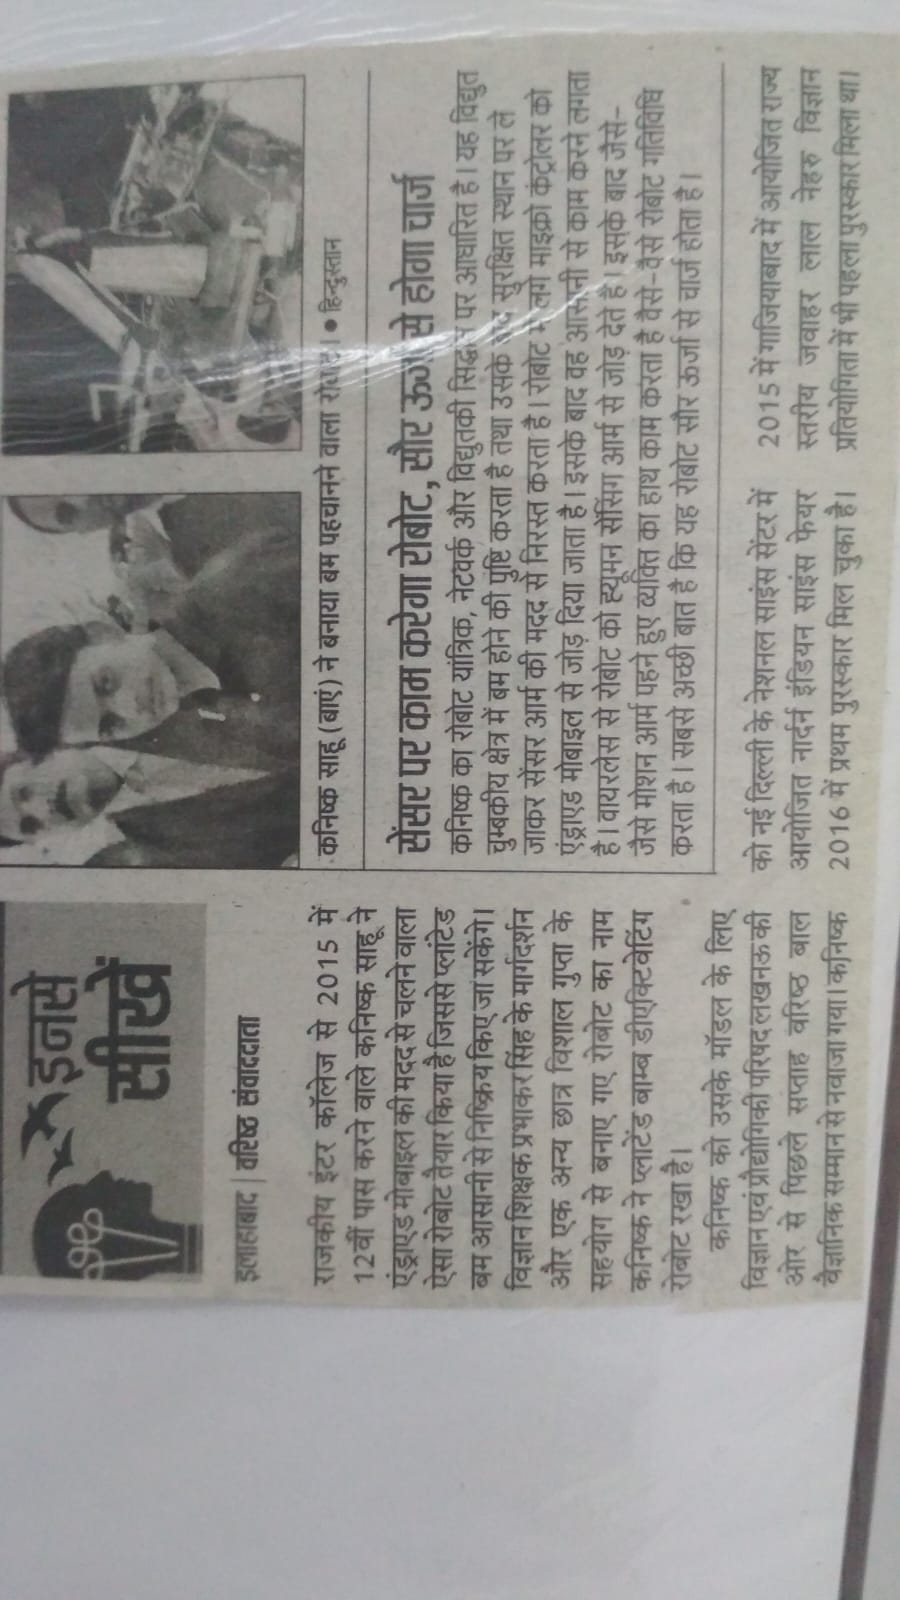 इनसे
सीखें
इलाहाबाद | वरिष्ठ संवाददाता
राजकीय इंटर कॉलेज से 2015 में
12वीं पास करने वाले कनिष्क साहू ने
एंड्राएड मोबाइल की मदद से चलने वाला
ऐसा रोबोट तैयार किया है जिससे प्लांटेड
बम आसानी से निष्क्रिय किए जा सकेंगे।
विज्ञान शिक्षक प्रभाकर सिंह के मार्गदर्शन
और एक अन्य छात्र विशाल गुप्ता के
सहयोग से बनाए गए रोबोट का नाम
कनिष्क ने प्लाटेंड बाम्ब डीएक्टिवेटिंग
रोबोट रखा है।
कनिष्क को उसके मॉडल के लिए
विज्ञान एवं प्रौद्योगिकी परिषद लखनऊ की
ओर से पिछले सप्ताह वरिष्ठ बाल
वैज्ञानिक सम्मान से नवाजा गया। कनिष्क
कनिष्क साहू (बाएं) ने बनाया बम पहचानने वाला रोबोट। ● हिन्दुस्तान
सेंसर पर काम करेगा रोबोट, सौर ऊर्जा से होगा चार्ज
कनिष्क का रोबोट यांत्रिक, नेटवर्क और विद्युतकी सिद्धांत पर आधारित है। यह विद्युत
चुम्बकीय क्षेत्र में बम होने की पुष्टि करता है तथा उसके बाद सुरक्षित स्थान पर ले
जाकर सेंसर आर्म की मदद से निरस्त करता है। रोबोट में लगे माइक्रो कंट्रोलर को
एंड्राएड मोबाइल से जोड़ दिया जाता है। इसके बाद वह आसानी से काम करने लगता
है। वायरलेस से रोबोट को ह्यूमन सेंसिंग आर्म से जोड़ देते हैं। इसके बाद जैसे-
जैसे मोशन आर्म पहने हुए व्यक्ति का हाथ काम करता है वैसे-वैसे रोबोट गतिविधि
करता है। सबसे अच्छी बात है कि यह रोबोट सौर ऊर्जा से चार्ज होता है।
को नई दिल्ली के नेशनल साइंस सेंटर में
आयोजित नार्दर्न इंडियन साइंस फेयर
2016 में प्रथम पुरस्कार मिल चुका है।
2015 में गाजियाबाद में आयोजित राज्य
स्तरीय जवाहर लाल नेहरु विज्ञान
प्रतियोगिता में भी पहला पुरस्कार मिला था।